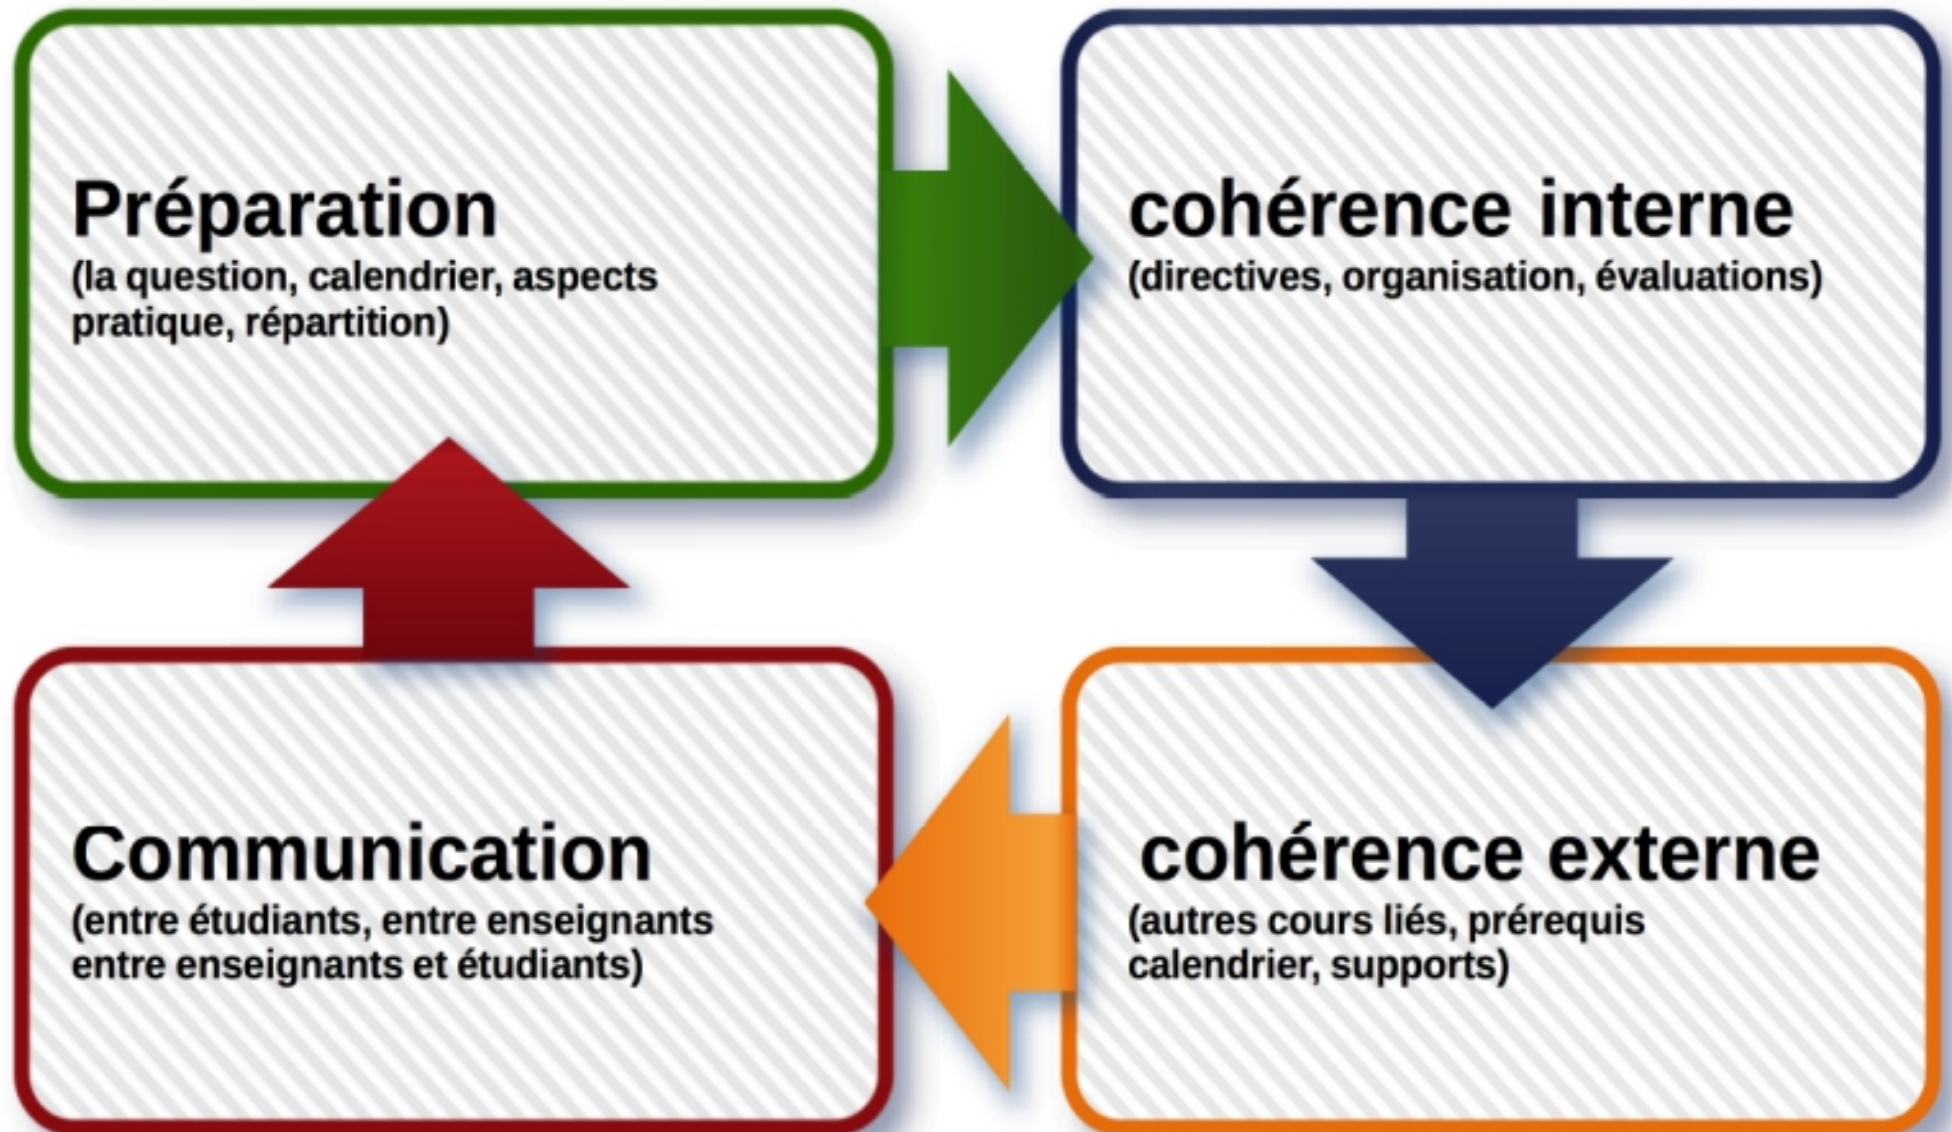 Préparation
(la question, calendrier, aspects
pratique, répartition)
cohérence interne
(directives, organisation, évaluations)
cohérence externe
(autres cours liés, prérequis
calendrier, supports)
Communication
(entre étudiants, entre enseignants
entre enseignants et étudiants)